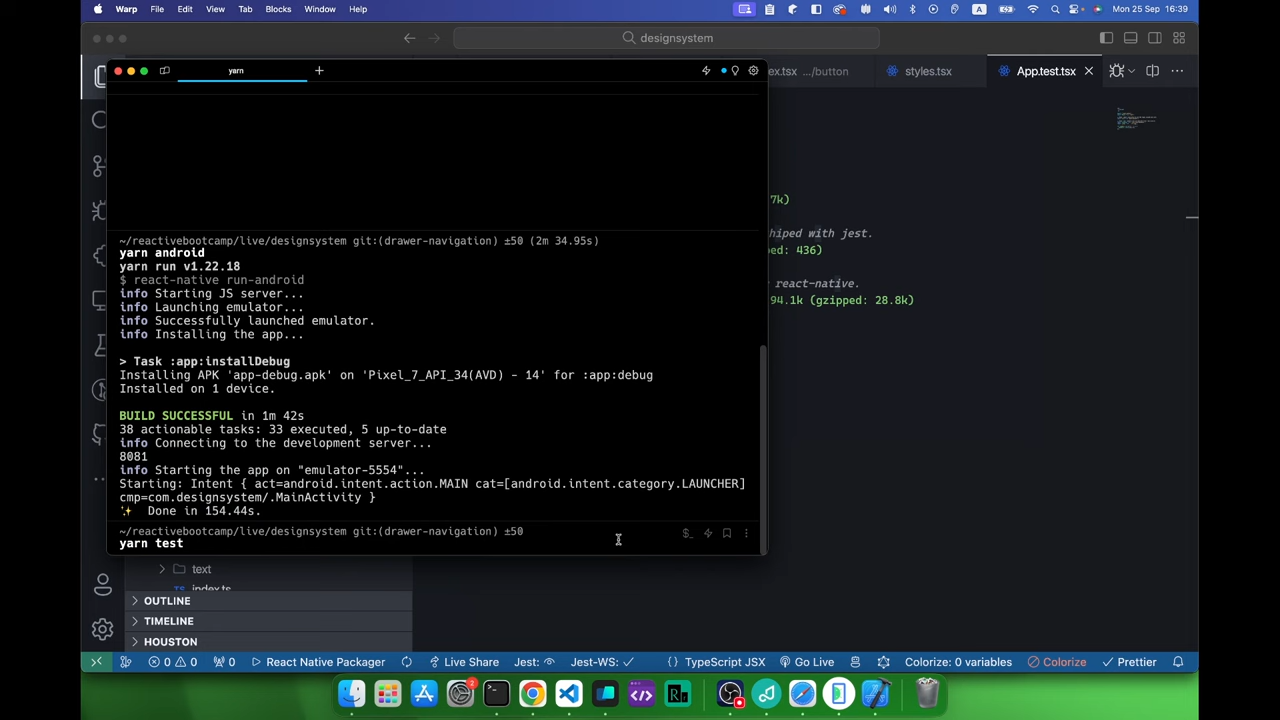 Warp File Edit View Tab Blocks Window Help
A
Mon 25 Sep 16:39
designsystem
yarn
ex.tsx .../button
styles.tsx
App.test.tsx
7k)
hiped with jest.
ed: 436)
react-native.
94.1k (gzipped: 28.8k)
~/reactivebootcamp/live/designsystem git:(drawer-navigation) ±50 (2m 34.95s)
yarn android
yarn run v1.22.18
$ react-native run-android
info Starting JS server...
info Launching emulator...
info Successfully launched emulator.
info Installing the app...
> Task :app:installDebug
Installing APK 'app-debug.apk' on 'Pixel_7_API_34(AVD) - 14' for :app:debug
Installed on 1 device.
BUILD SUCCESSFUL in 1m 42s
38 actionable tasks: 33 executed, 5 up-to-date
info Connecting to the development server...
8081
info Starting the app on "emulator-5554"...
Starting: Intent { act=android.intent.action.MAIN cat=[android.intent.category.LAUNCHER]
cmp=com.designsystem/.MainActivity }
✨ Done in 154.44s.
~/reactivebootcamp/live/designsystem git:(drawer-navigation) ±50
yarn test
text
TS index.ts
OUTLINE
TIMELINE
HOUSTON
0 0 0 React Native Packager Live Share Jest: Jest-WS: ✓ { } TypeScript JSX Go Live Colorize: 0 variables Colorize Prettier
2